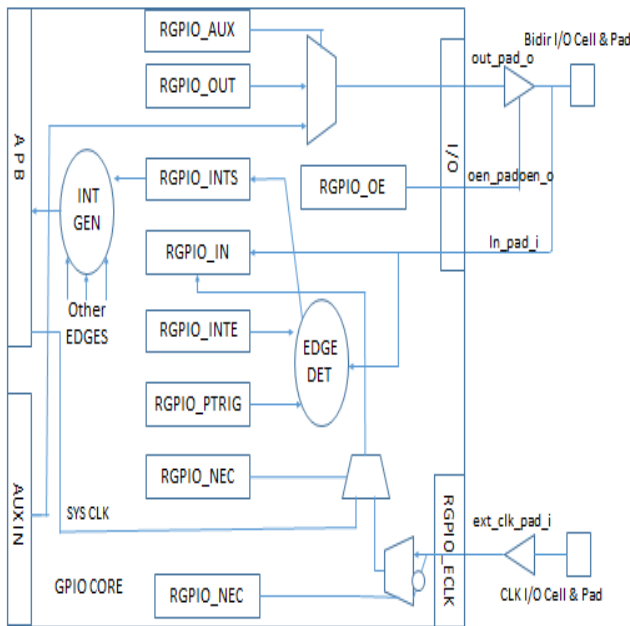 RGPIO_AUX
out_pad_o
Bidir I/O Cell & Pad
RGPIO_OUT
A P B
I/O
RGPIO_INTS
RGPIO_OE
oen_padoen_o
INT
GEN
RGPIO_IN
In_pad_i
Other
EDGES
RGPIO_INTE
EDGE
DET
RGPIO_PTRIG
AUX IN
RGPIO_NEC
SYS CLK
RGPIO_ECLK
ext_clk_pad_i
GPIO CORE
RGPIO_NEC
CLK I/O Cell & Pad